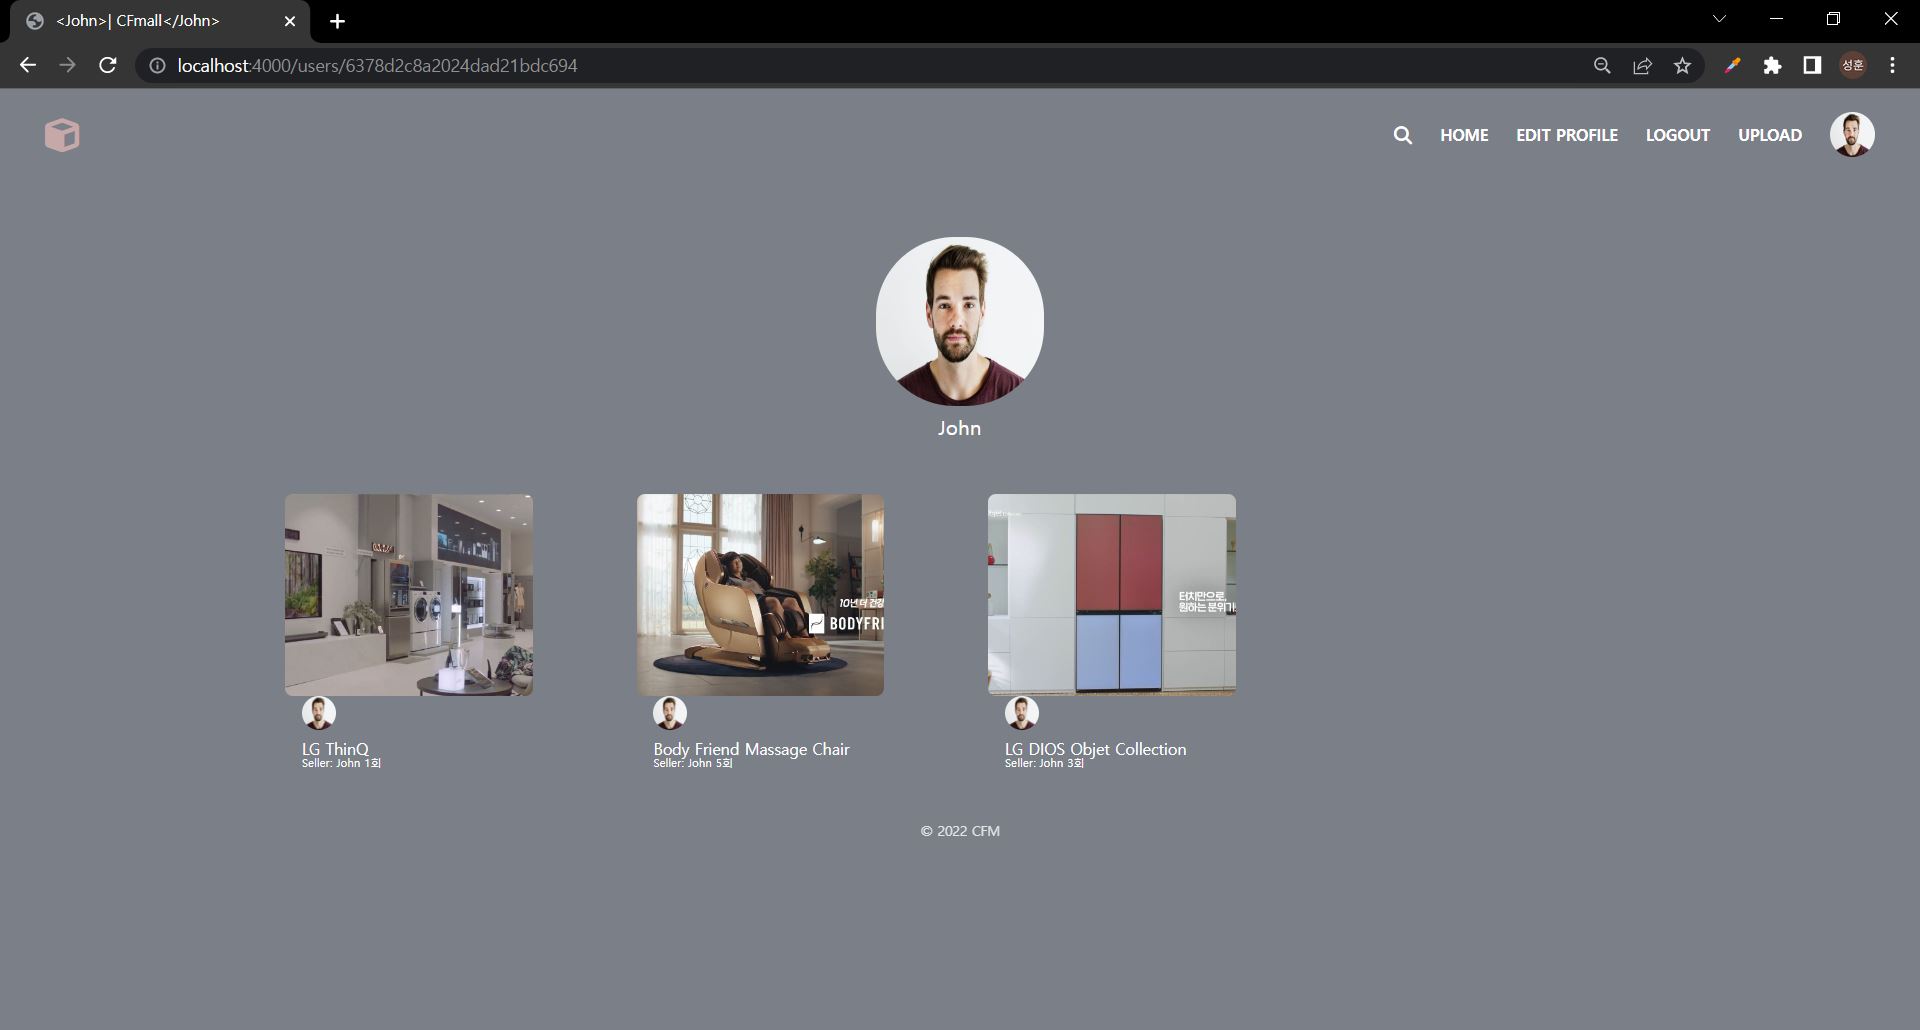 <John>| CFmall</John>
localhost:4000/users/6378d2c8a2024dad21bdc694
성훈
HOME EDIT PROFILE LOGOUT UPLOAD
John
10년 더 건강
BODYFRI
터치만으로,
원하는 분위기
LG ThinQ
Seller: John 1회
Body Friend Massage Chair
Seller: John 5회
LG DIOS Objet Collection
Seller: John 3회
© 2022 CFM